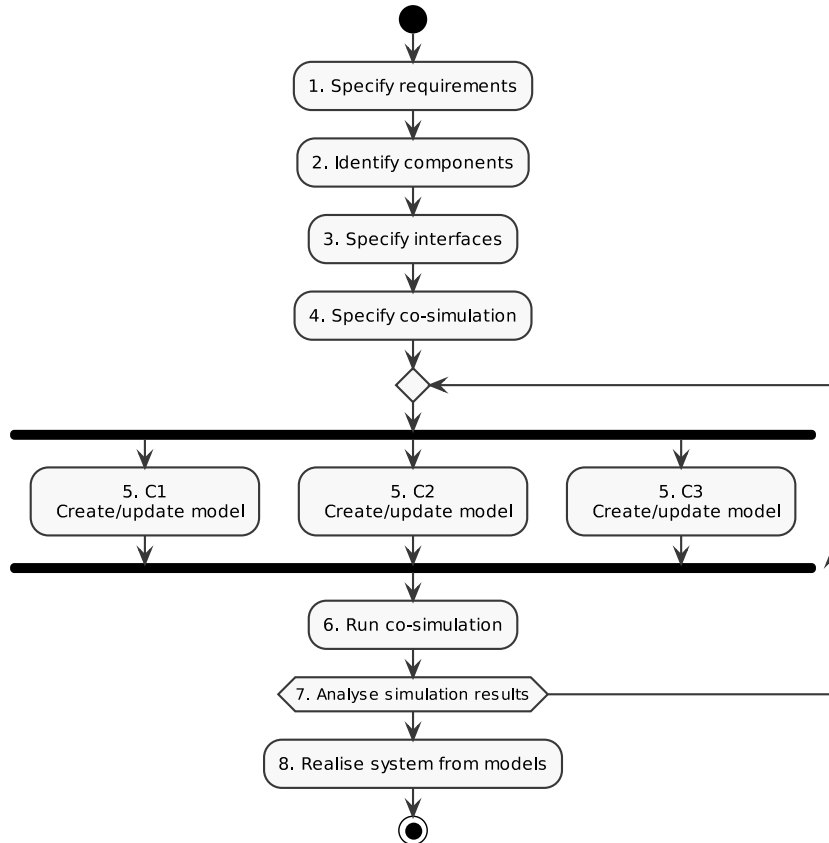 1. Specify requirements
2. Identify components
3. Specify interfaces
4. Specify co-simulation
5. C1
Create/update model
5. C2
Create/update model
5. C3
Create/update model
6. Run co-simulation
7. Analyse simulation results
8. Realise system from models